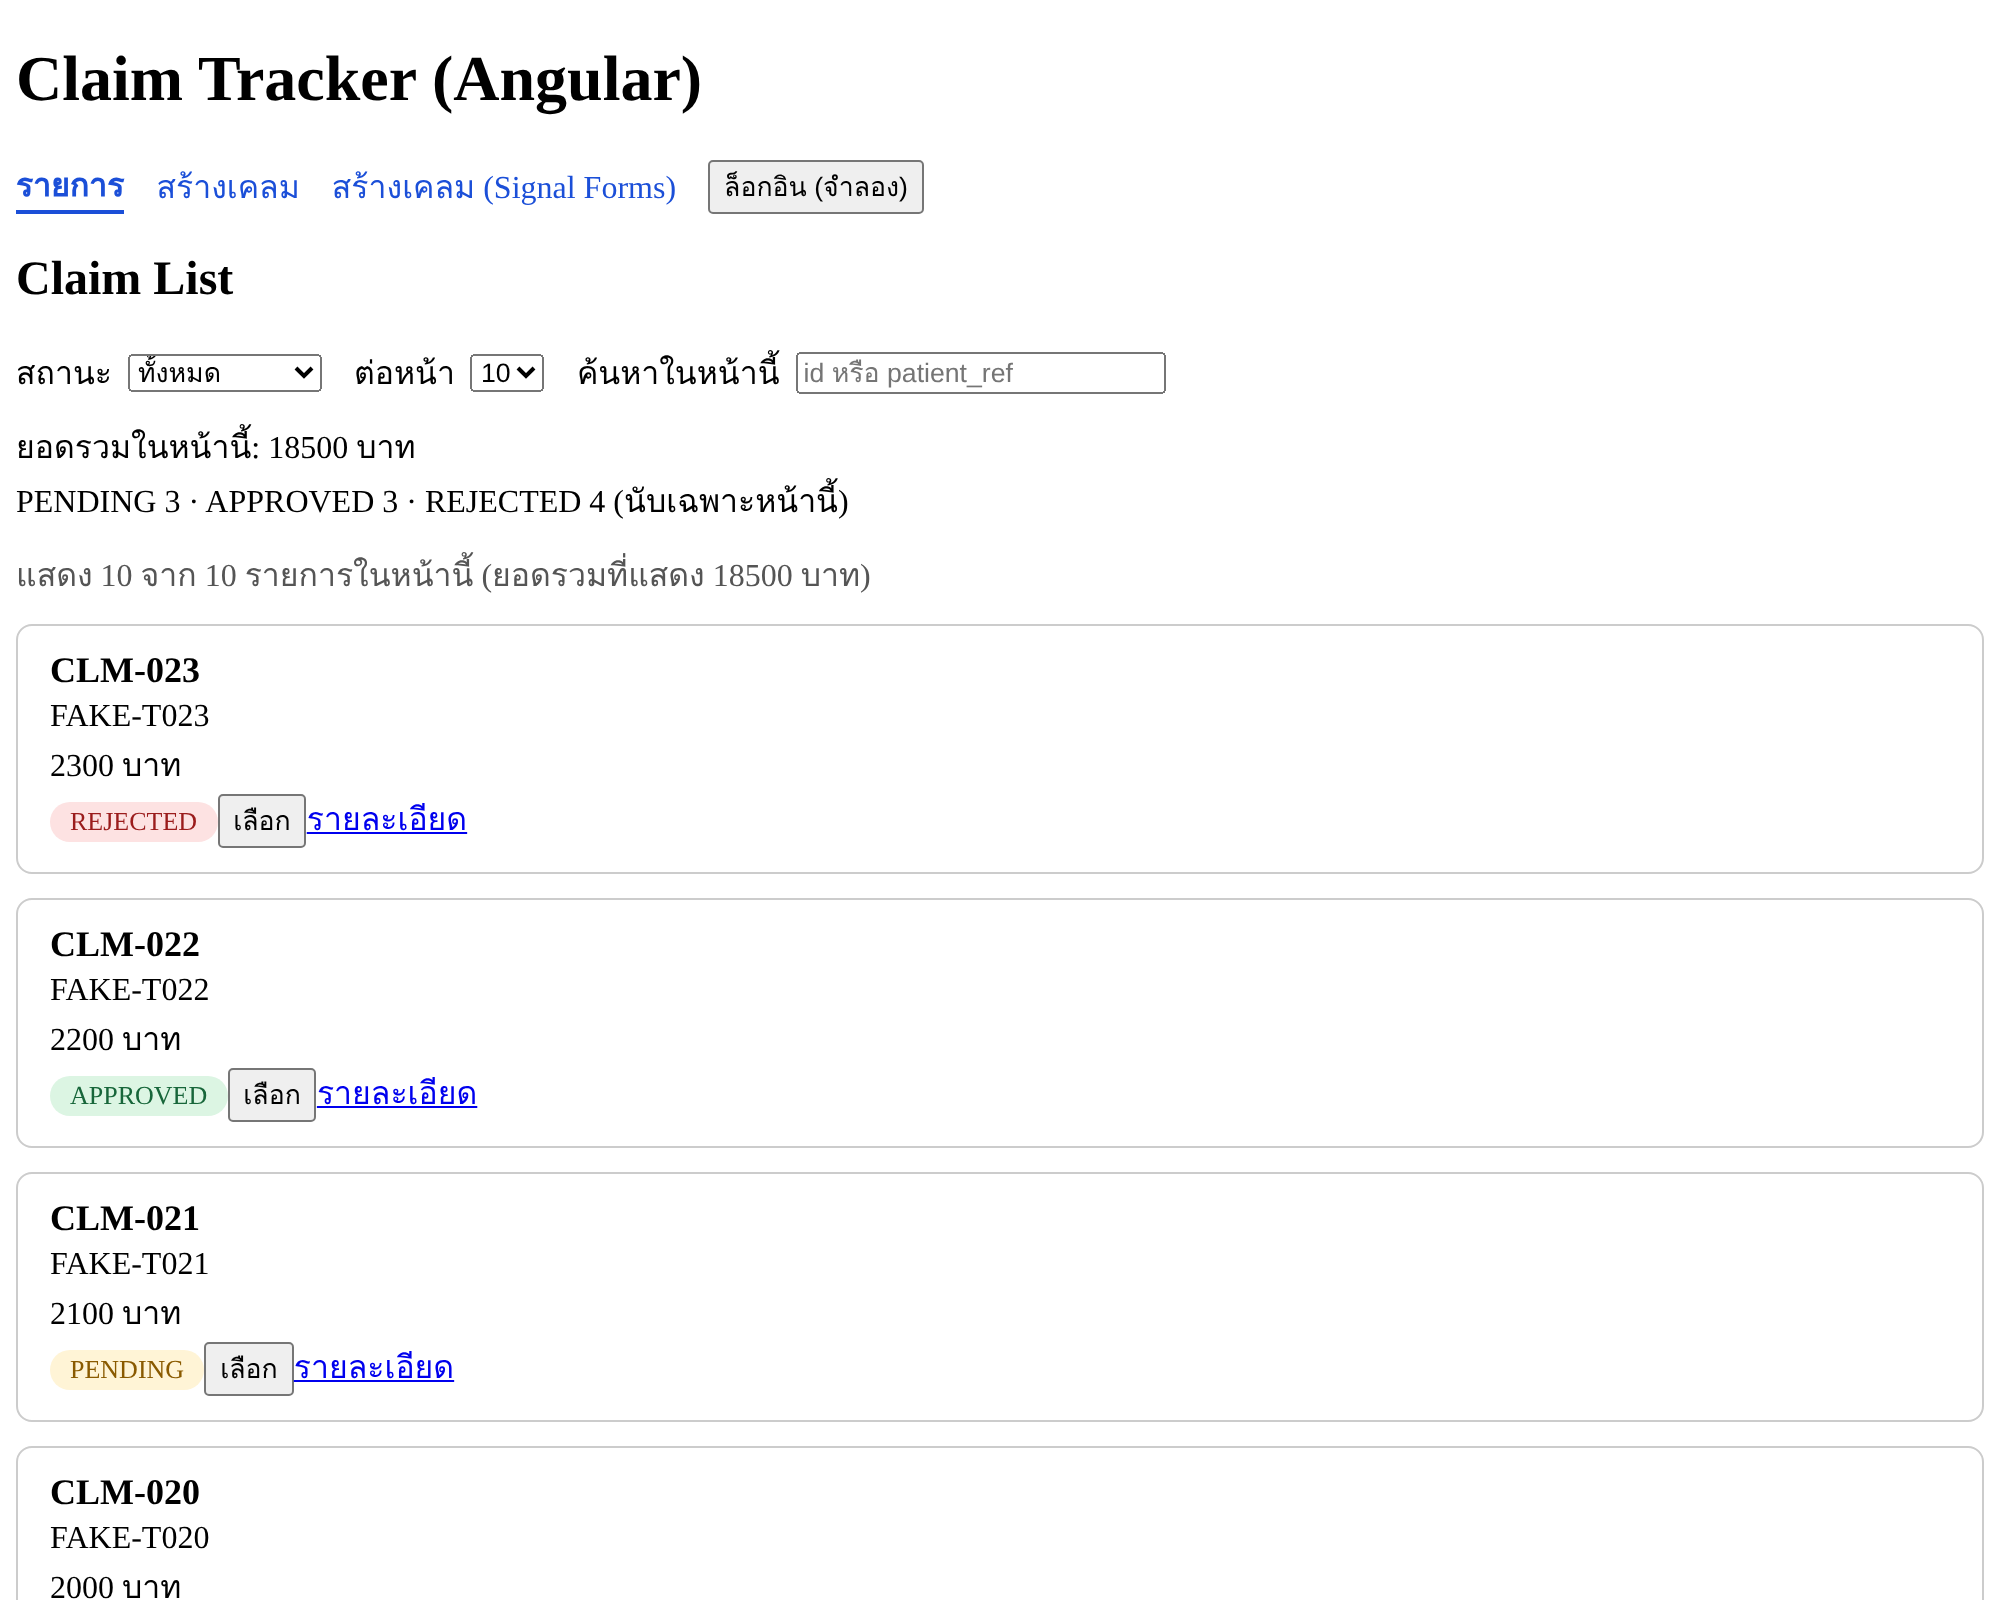 Claim Tracker (Angular)
รายการ สร้างเคลม สร้างเคลม (Signal Forms) ล็อกอิน (จำลอง)
Claim List
สถานะ ทั้งหมด ต่อหน้า 10 ค้นหาในหน้านี้ id หรือ patient_ref
ยอดรวมในหน้านี้: 18500 บาท
PENDING 3 · APPROVED 3 · REJECTED 4 (นับเฉพาะหน้านี้)
แสดง 10 จาก 10 รายการในหน้านี้ (ยอดรวมที่แสดง 18500 บาท)
CLM-023
FAKE-T023
2300 บาท
REJECTED เลือก รายละเอียด
CLM-022
FAKE-T022
2200 บาท
APPROVED เลือก รายละเอียด
CLM-021
FAKE-T021
2100 บาท
PENDING เลือก รายละเอียด
CLM-020
FAKE-T020
2000 บาท